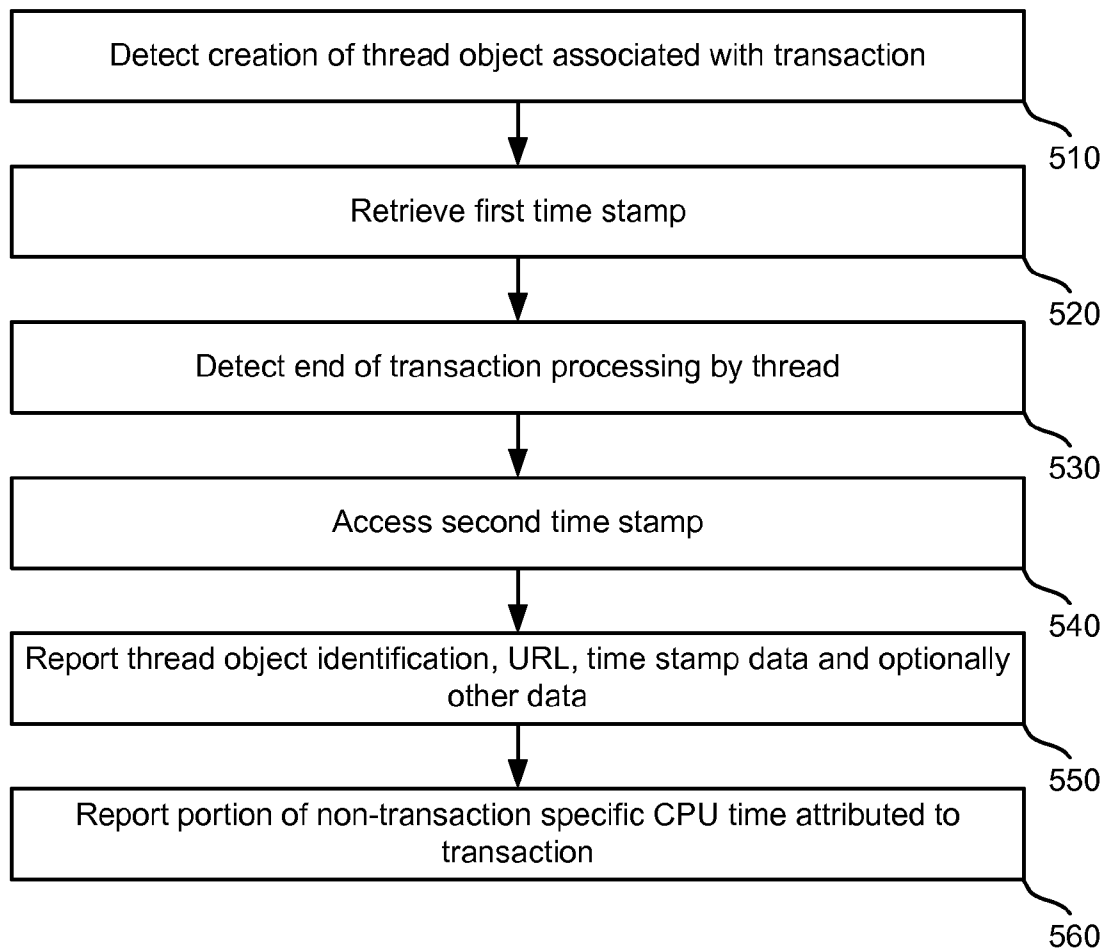 Detect creation of thread object associated with transaction
510
Retrieve first time stamp
520
Detect end of transaction processing by thread
530
Access second time stamp
540
Report thread object identification, URL, time stamp data and optionally
other data
550
Report portion of non-transaction specific CPU time attributed to
transaction
560